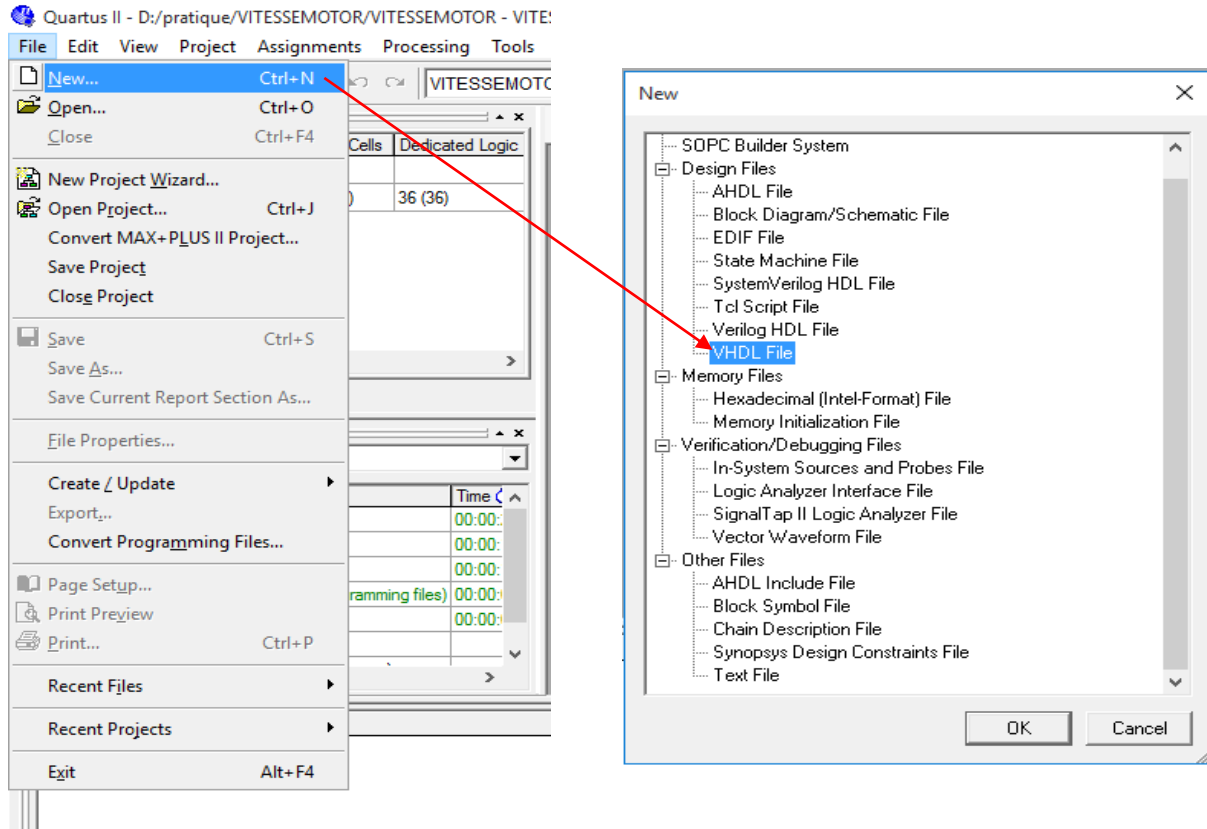 Quartus II - D:/pratique/VITESSEMOTOR/VITESSEMOTOR - VITES
File Edit View Project Assignments Processing Tools
New... Ctrl+N
Open... Ctrl+O
Close Ctrl+F4
New Project Wizard...
Open Project... Ctrl+J
Convert MAX+PLUS II Project...
Save Project
Close Project
Save Ctrl+S
Save As...
Save Current Report Section As...
File Properties...
Create / Update
Export...
Convert Programming Files...
Page Setup...
Print Preview
Print... Ctrl+P
Recent Files
Recent Projects
Exit Alt+F4
VITESSEMOTO
Cells Dedicated Logic
) 36 (36)
Time
00:00:
00:00:
00:00:
ramming files) 00:00:
00:00:
New
SOPC Builder System
Design Files
AHDL File
Block Diagram/Schematic File
EDIF File
State Machine File
SystemVerilog HDL File
Tcl Script File
Verilog HDL File
VHDL File
Memory Files
Hexadecimal (Intel-Format) File
Memory Initialization File
Verification/Debugging Files
In-System Sources and Probes File
Logic Analyzer Interface File
SignalTap II Logic Analyzer File
Vector Waveform File
Other Files
AHDL Include File
Block Symbol File
Chain Description File
Synopsys Design Constraints File
Text File
OK Cancel